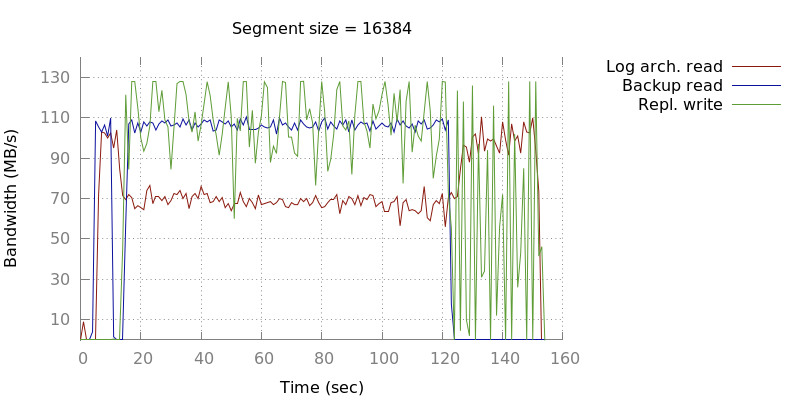 Segment size = 16384
Log arch. read
Backup read
Repl. write
Bandwidth (MB/s)
130
110
90
70
50
30
10
0 20 40 60 80 100 120 140 160
Time (sec)